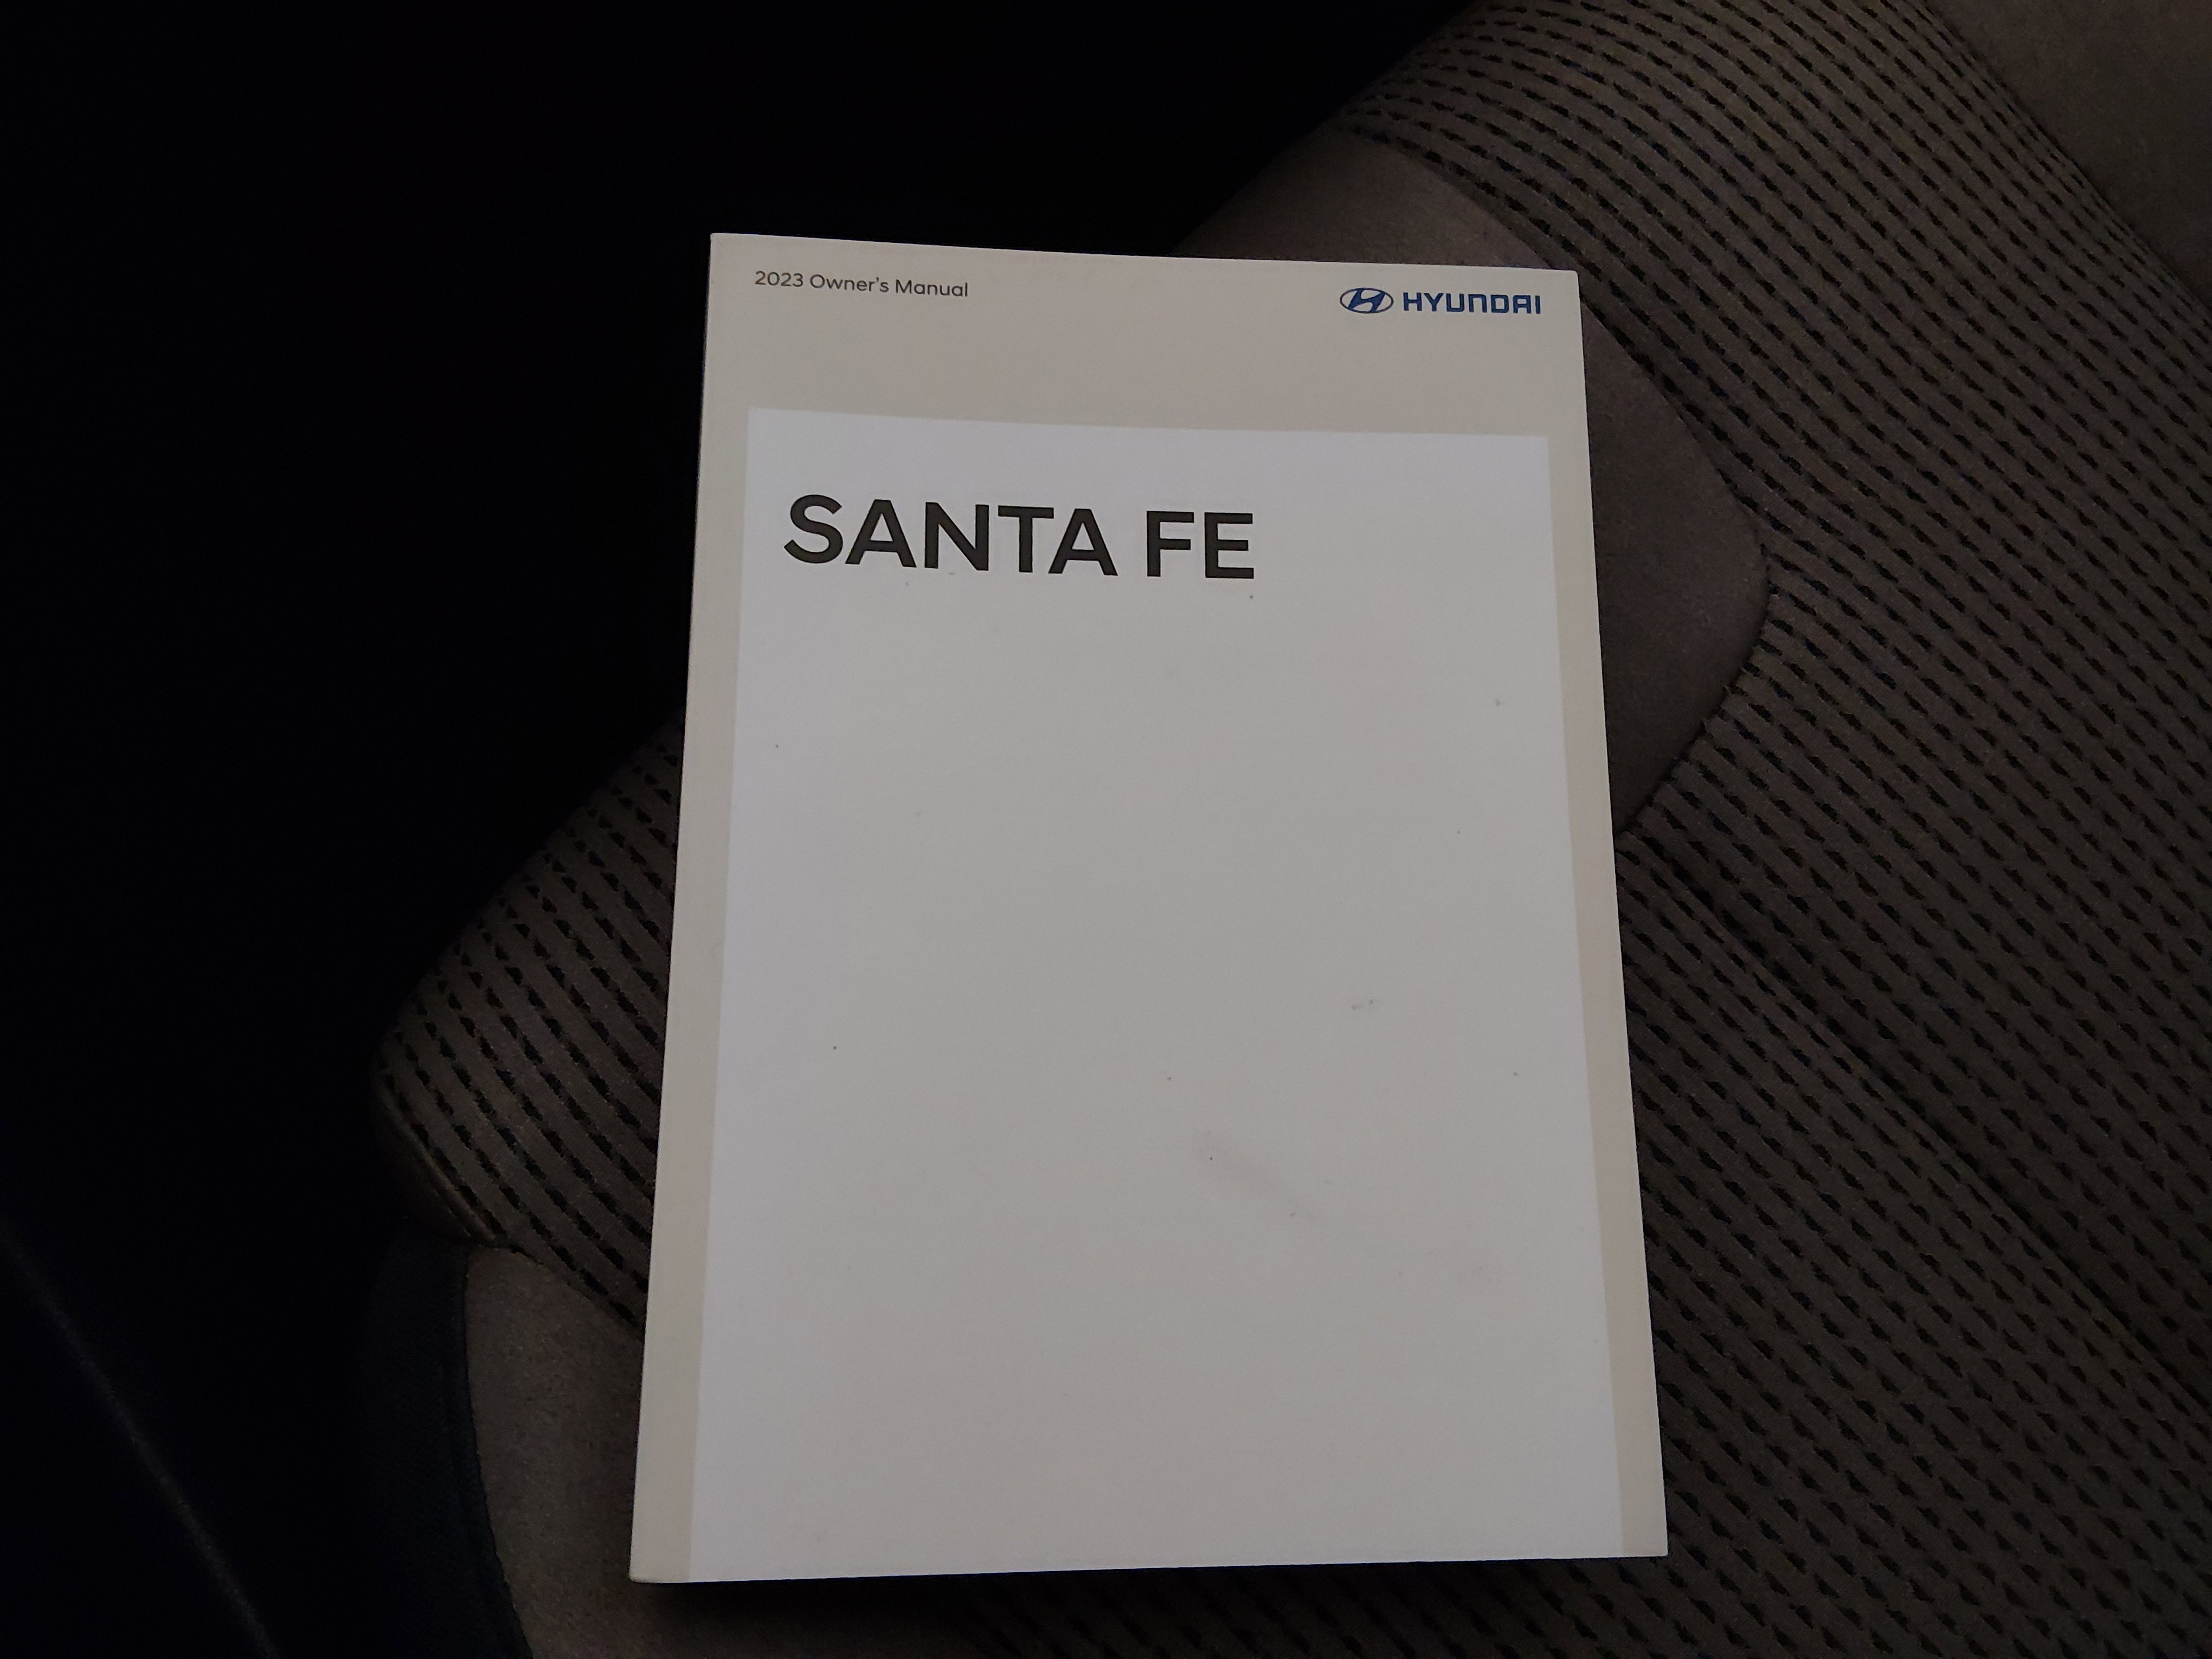 2023 Owner's Manual
HYUNDAI
SANTA FE